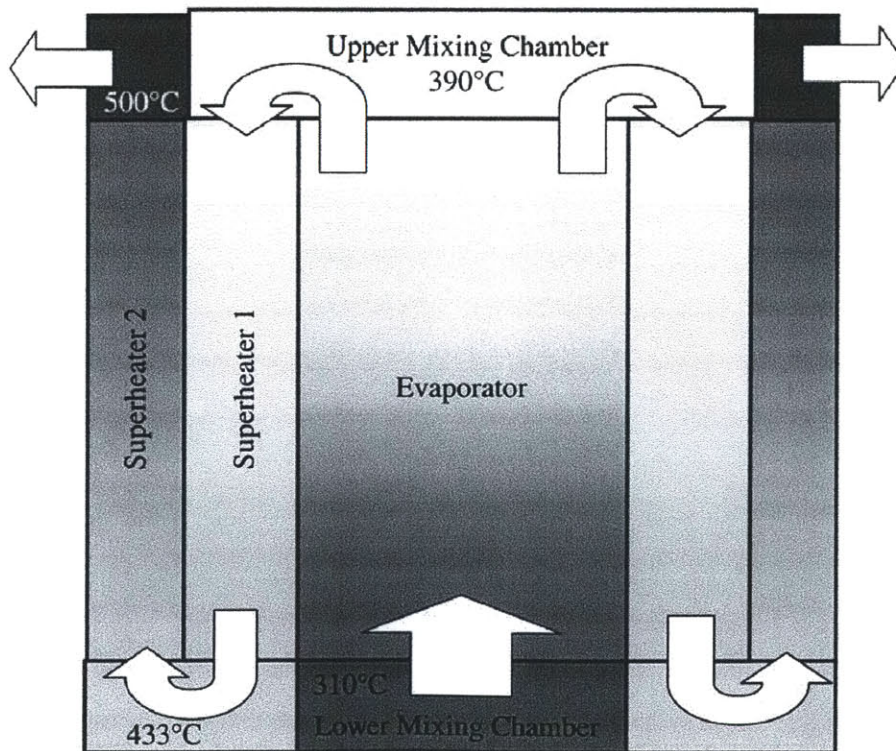 Upper Mixing Chamber
390°C
500°C
Superheater 2
Superheater 1
Evaporator
310°C
Lower Mixing Chamber
433°C